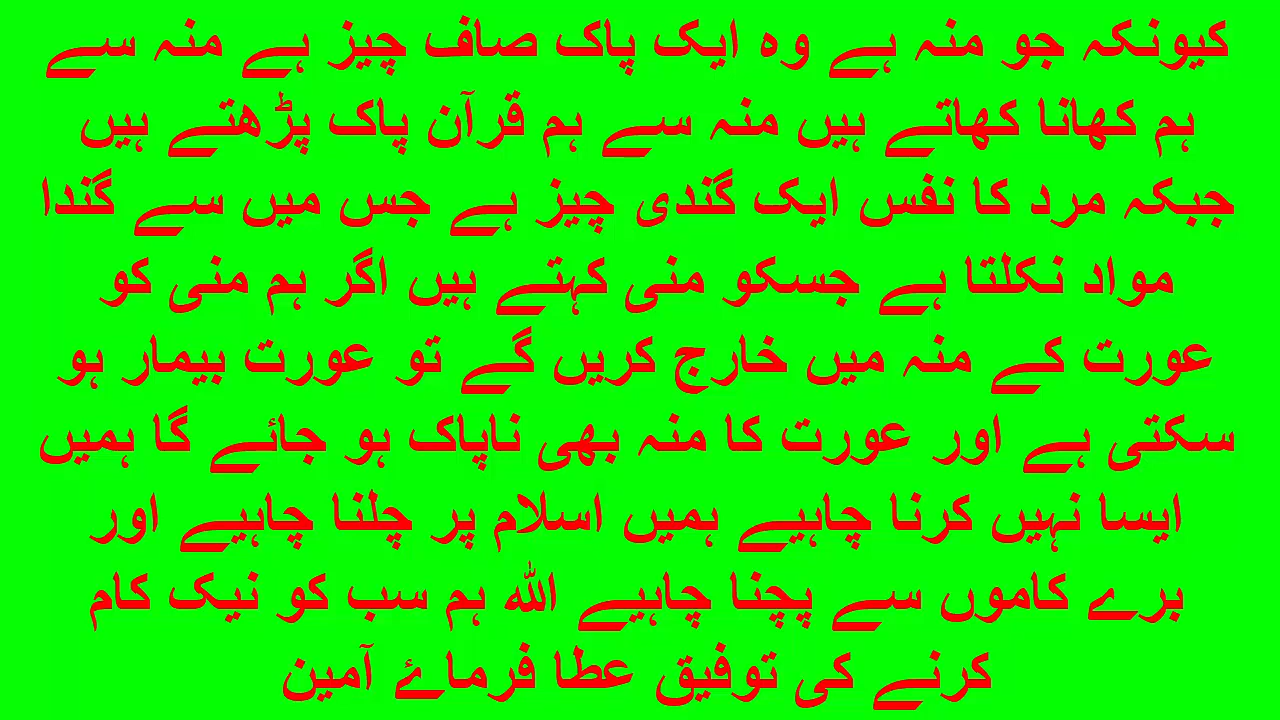 کیونکہ جو منہ ہے وہ ایک پاک صاف چیز ہے منہ سے
ہم کھانا کھاتے ہیں منہ سے ہم قرآن پاک پڑھتے ہیں
جبکہ مرد کا نفس ایک گندی چیز ہے جس میں سے گندا
مواد نکلتا ہے جسکو منی کہتے ہیں اگر ہم منی کو
عورت کے منہ میں خارج کریں گے تو عورت بیمار ہو
سکتی ہے اور عورت کا منہ بھی ناپاک ہو جائے گا ہمیں
ایسا نہیں کرنا چاہیے ہمیں اسلام پر چلنا چاہیے اور
برے کاموں سے پچنا چاہیے اللہ ہم سب کو نیک کام
کرنے کی توفیق عطا فرماۓ آمین